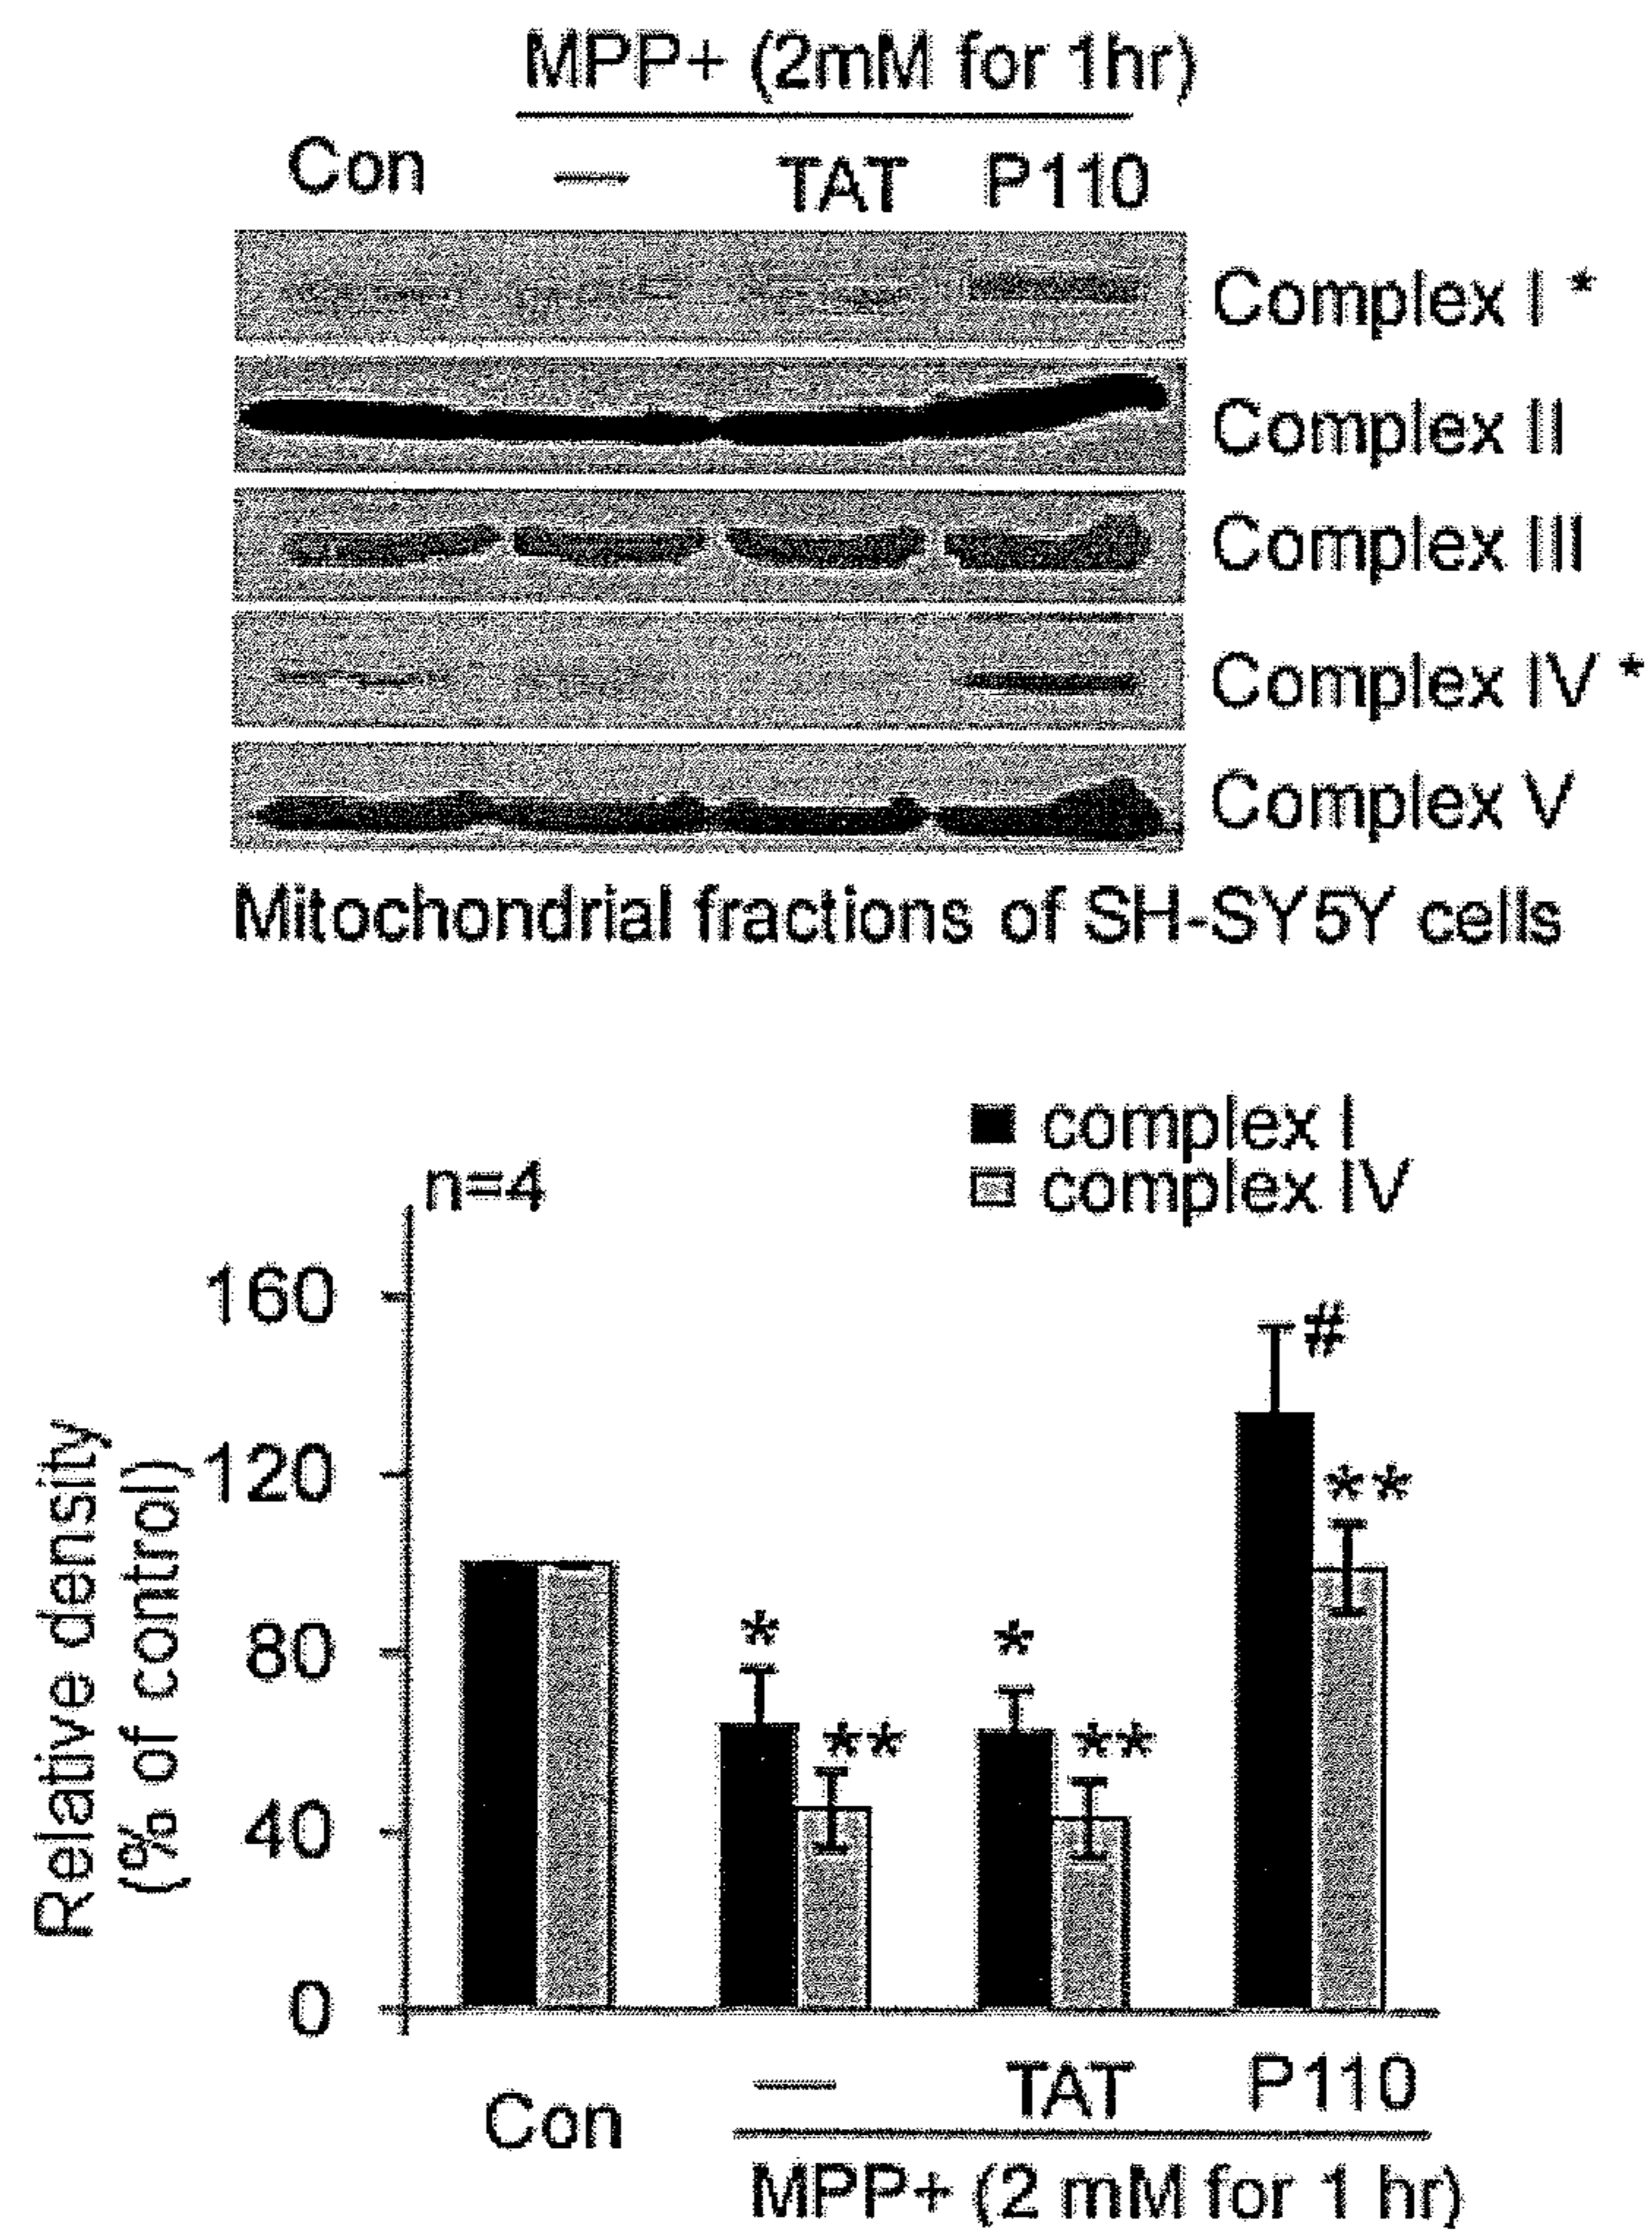 MPP+ (2mM for 1hr)
Con — TAT P110
Complex I *
Complex II
Complex III
Complex IV *
Complex V
Mitochondrial fractions of SH-SY5Y cells
complex I
complex IV
n=4
160
120
80
40
0
Relative density
(% of control)
#
**
*
**
*
**
Con — TAT P110
MPP+ (2 mM for 1 hr)